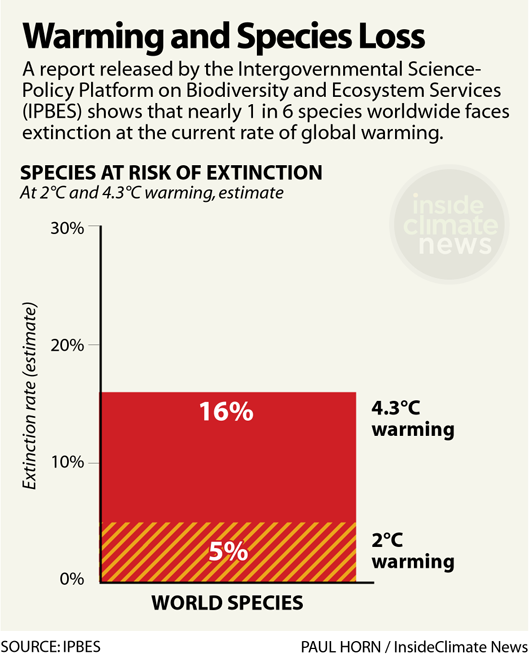 Warming and Species Loss
A report released by the Intergovernmental Science-
Policy Platform on Biodiversity and Ecosystem Services
(IPBES) shows that nearly 1 in 6 species worldwide faces
extinction at the current rate of global warming.
SPECIES AT RISK OF EXTINCTION
At 2°C and 4.3°C warming, estimate
inside
climate
news
30%
20%
10%
0%
Extinction rate (estimate)
16%
5%
4.3°C
warming
2°C
warming
WORLD SPECIES
SOURCE: IPBES
PAUL HORN / InsideClimate News